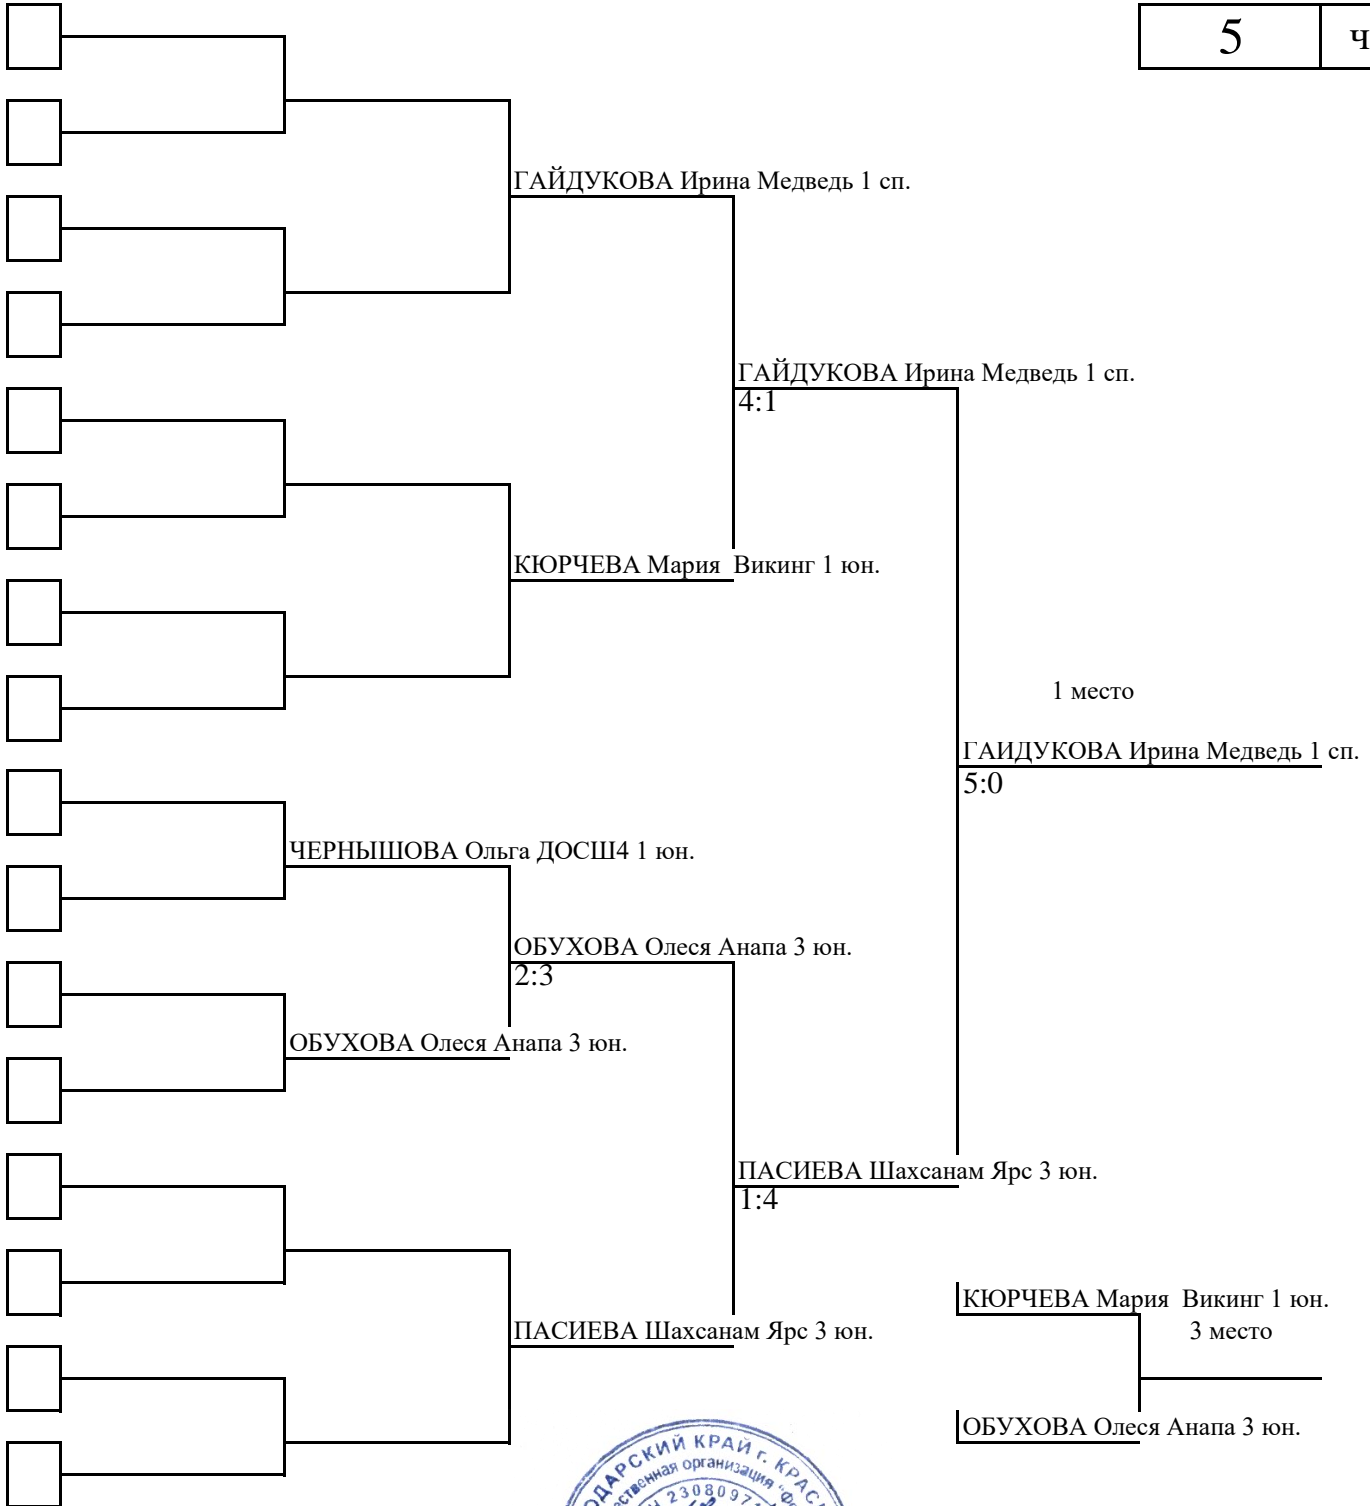 5 ч
ГАЙДУКОВА Ирина Медведь 1 сп.
ГАЙДУКОВА Ирина Медведь 1 сп.
4:1
КЮРЧЕВА Мария  Викинг 1 юн.
1 место
ГАИДУКОВА Ирина Медведь 1 сп.
5:0
ЧЕРНЫШОВА Ольга ДОСШ4 1 юн.
ОБУХОВА Олеся Анапа 3 юн.
2:3
ОБУХОВА Олеся Анапа 3 юн.
ПАСИЕВА Шахсанам Ярс 3 юн.
1:4
КЮРЧЕВА Мария  Викинг 1 юн.
ПАСИЕВА Шахсанам Ярс 3 юн.
3 место
ОБУХОВА Олеся Анапа 3 юн.
КРАЙ г.
организация